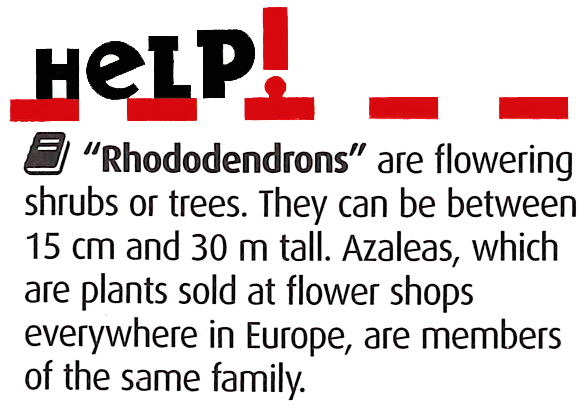 HeLP!
“Rhododendrons” are flowering
shrubs or trees. They can be between
15 cm and 30 m tall. Azaleas, which
are plants sold at flower shops
everywhere in Europe, are members
of the same family.